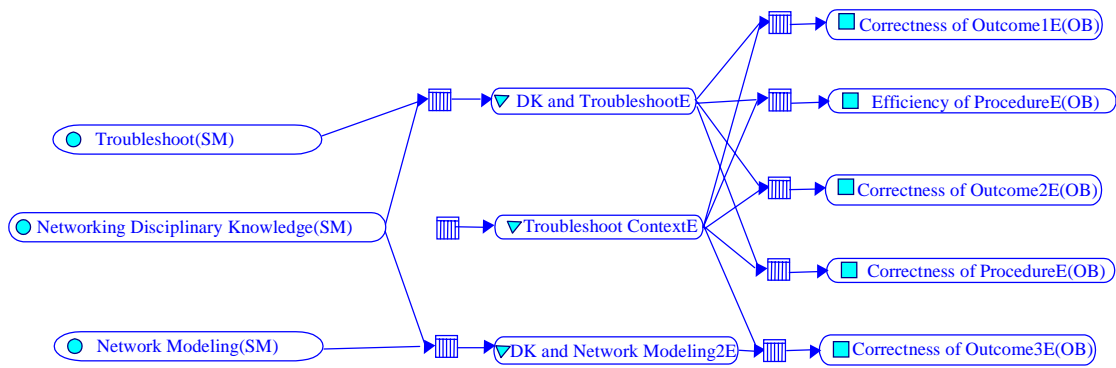 Correctness of Outcome1E(OB)
DK and TroubleshootE
Efficiency of ProcedureE(OB)
Troubleshoot(SM)
Correctness of Outcome2E(OB)
Networking Disciplinary Knowledge(SM)
Troubleshoot ContextE
Correctness of ProcedureE(OB)
Network Modeling(SM)
DK and Network Modeling2E
Correctness of Outcome3E(OB)